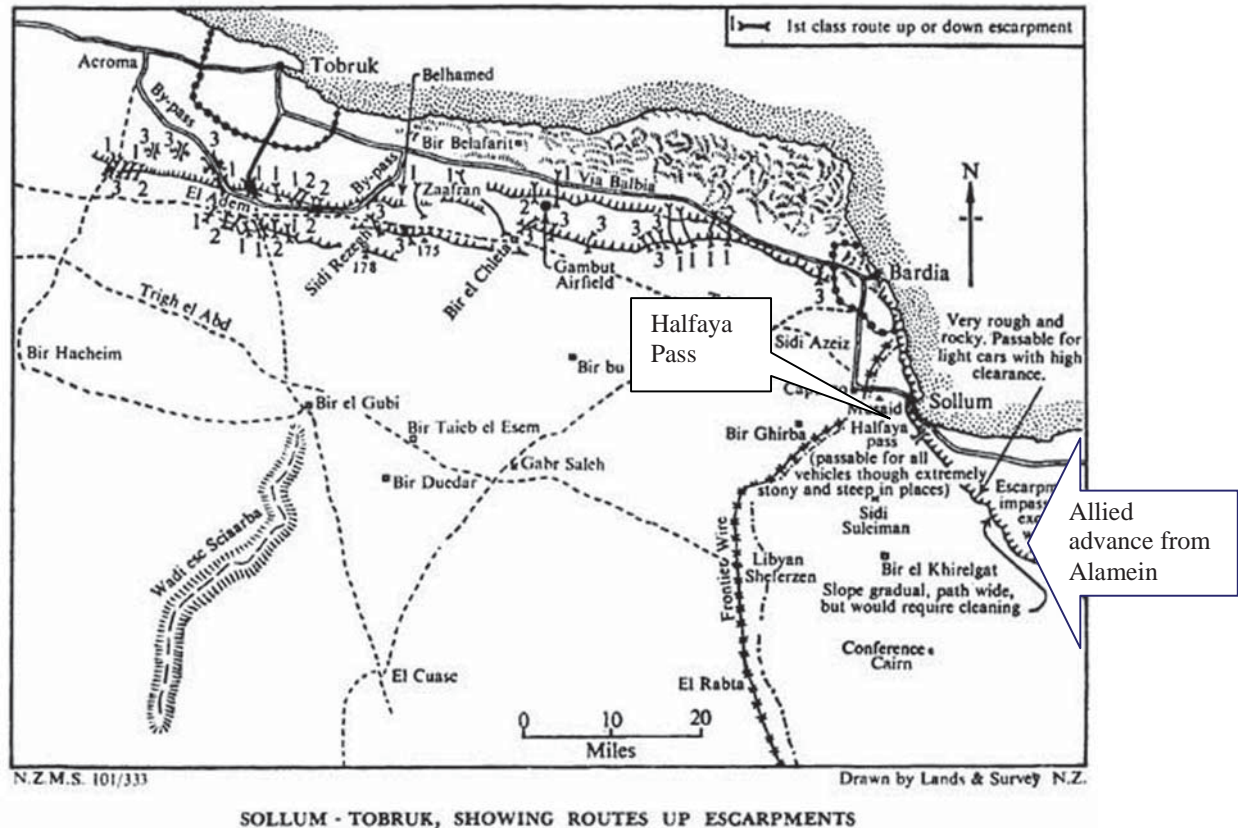 1 1st class route up or down escarpment
Acroma
Tobruk
Belhamed
By-pass
Bir Belafarit
Via Balbia
By-pass
Zaafran
El Adem
Sidi Rezegh
178
175
Bir el Chleta
Gambut
Airfield
Bardia
N
Trigh el Abd
Bir Hacheim
Halfaya
Pass
Sidi Azeiz
Very rough and
rocky. Passable for
light cars with high
clearance.
Bir bu
Sollum
Bir el Gubi
Bir Taieb el Esem
Bir Ghirba
Halfaya
pass
(passable for all
vehicles though extremely
stony and steep in places)
Gabr Saleh
Bir Duedar
Sidi
Suleiman
Allied
advance from
Alamein
Wadi esc Sciaarba
Frontier Wire
Libyan
Sheferzen
Bir el Khirelgat
Slope gradual, path wide,
but would require cleaning
Conference
Cairn
El Cuasc
El Rabta
0 10 20
Miles
N.Z.M.S. 101/333
Drawn by Lands & Survey N.Z.
SOLLUM - TOBRUK, SHOWING ROUTES UP ESCARPMENTS